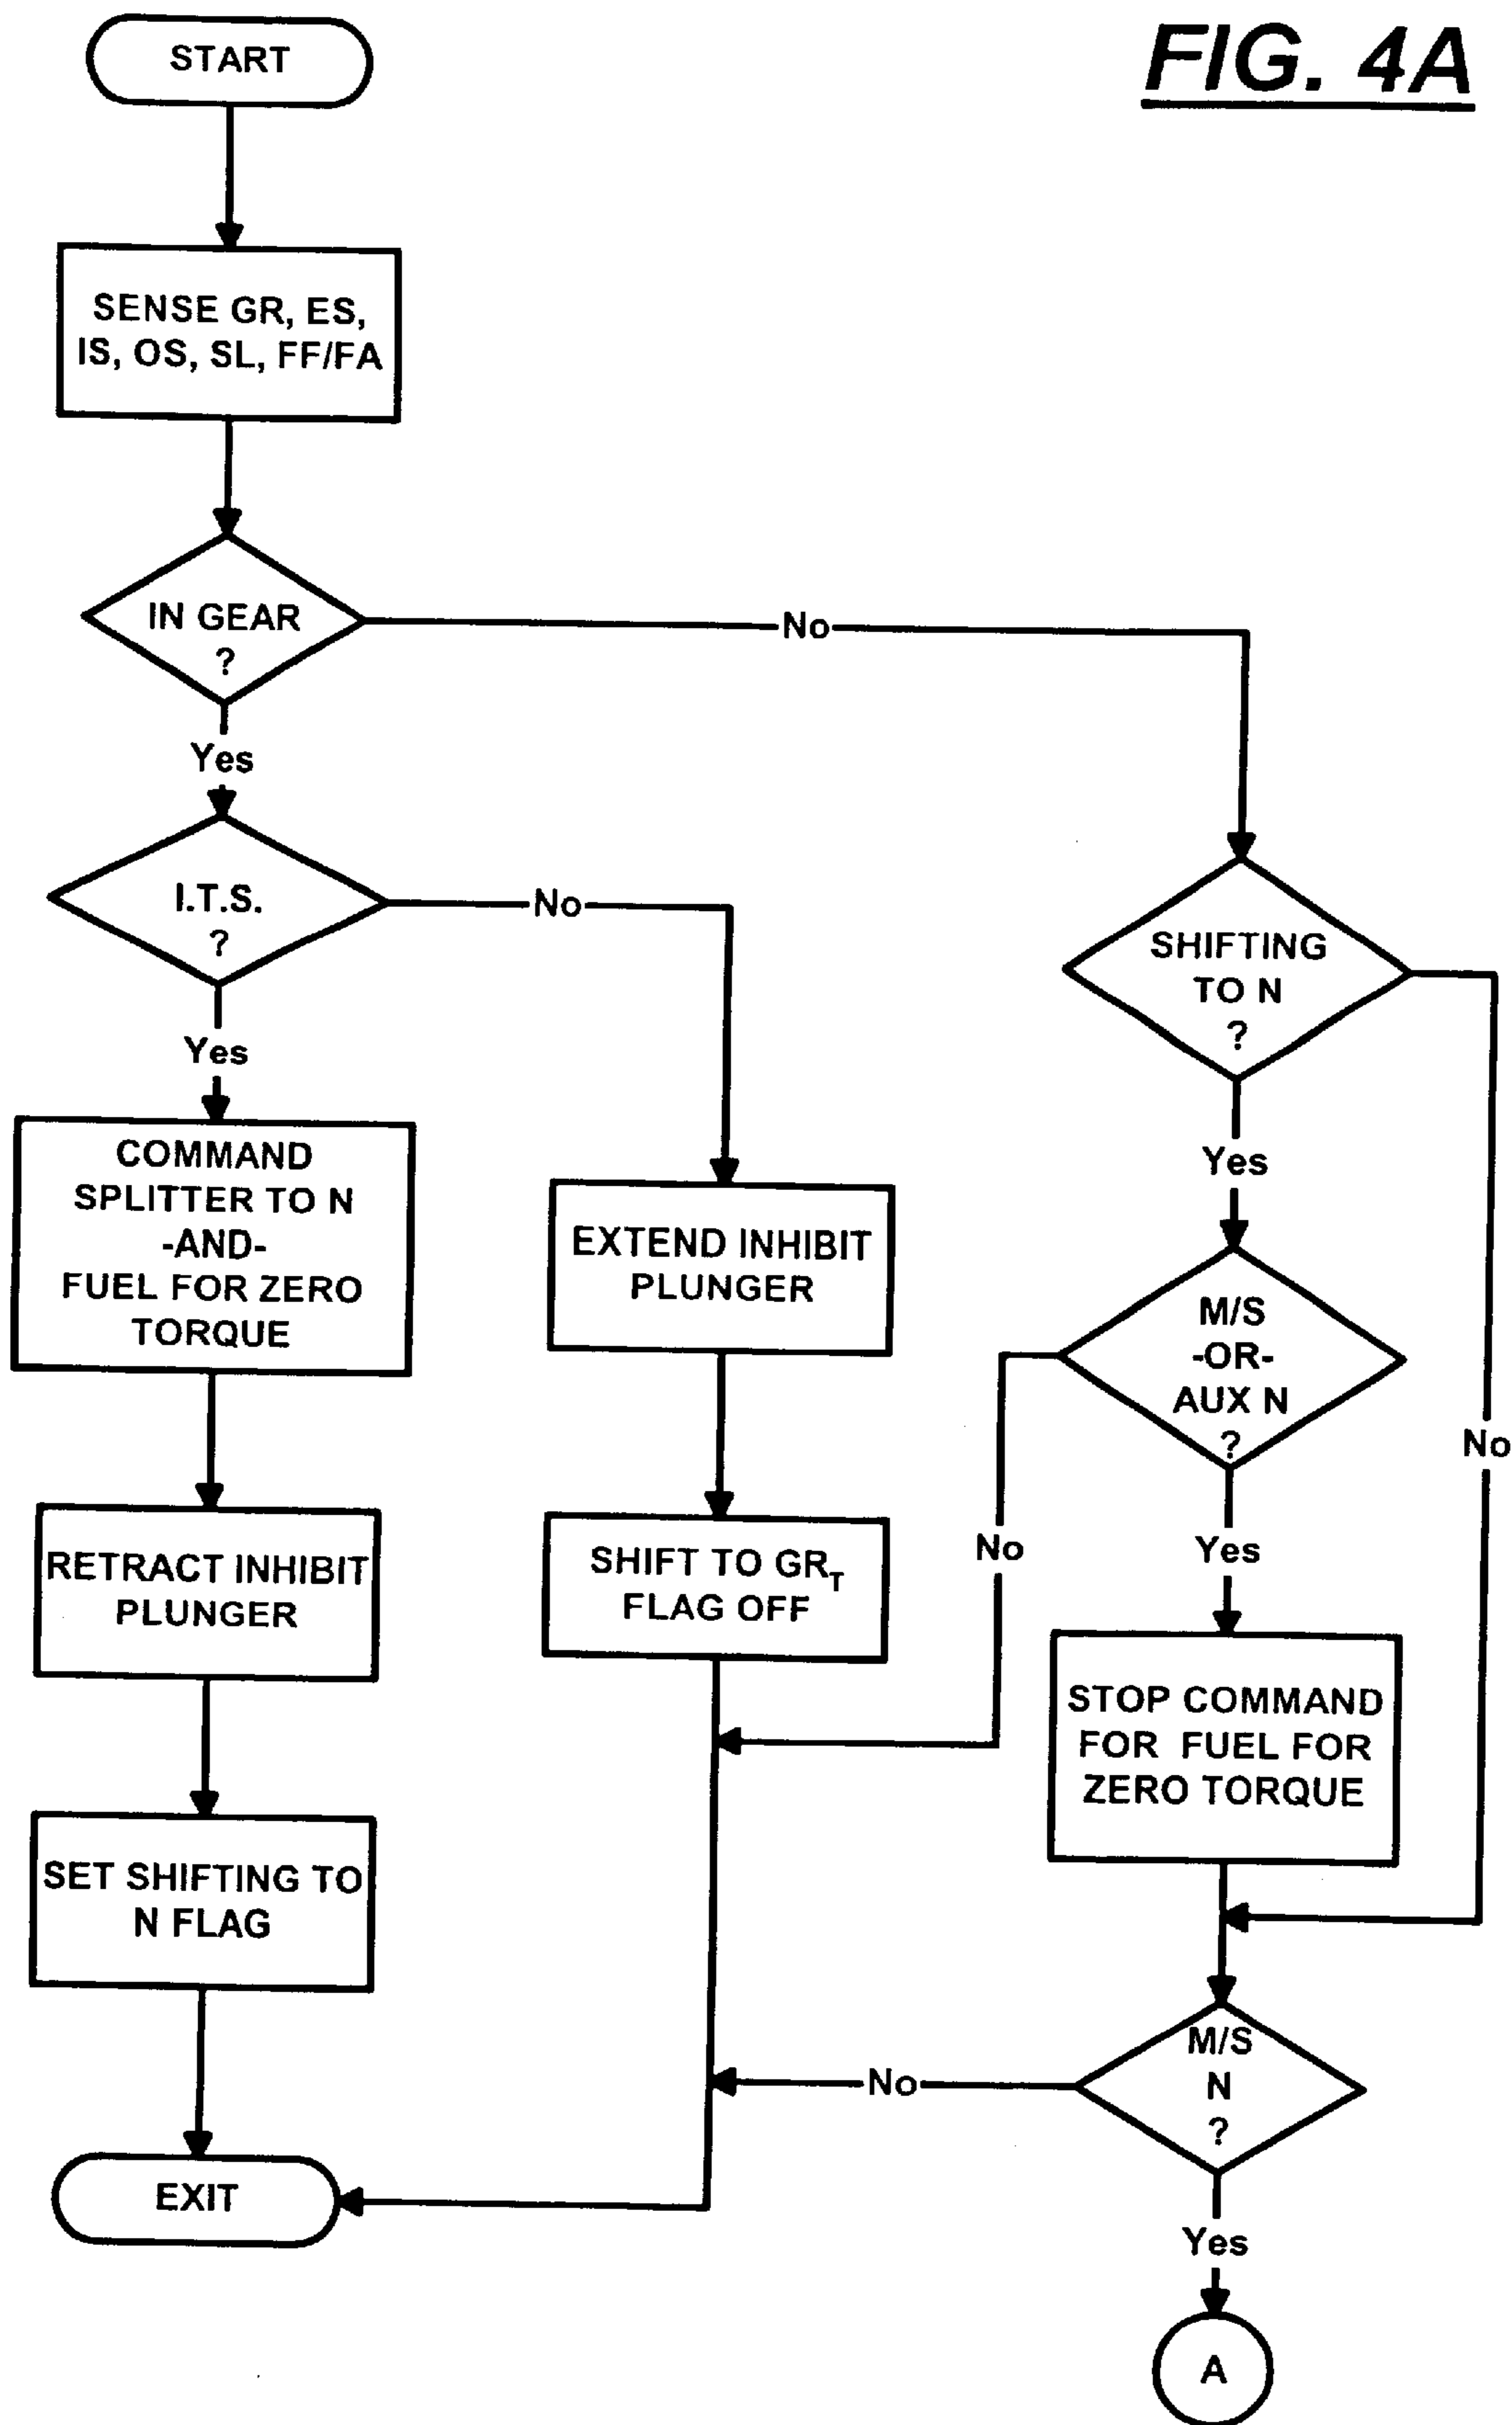 FIG. 4A
START
SENSE GR, ES,
IS, OS, SL, FF/FA
IN GEAR
?
No
Yes
I.T.S.
?
No
Yes
SHIFTING
TO N
?
No
Yes
COMMAND
SPLITTER TO N
-AND-
FUEL FOR ZERO
TORQUE
EXTEND INHIBIT
PLUNGER
M/S
-OR-
AUX N
?
No
Yes
RETRACT INHIBIT
PLUNGER
SHIFT TO GR_T
FLAG OFF
STOP COMMAND
FOR FUEL FOR
ZERO TORQUE
SET SHIFTING TO
N FLAG
M/S
N
?
No
Yes
EXIT
A